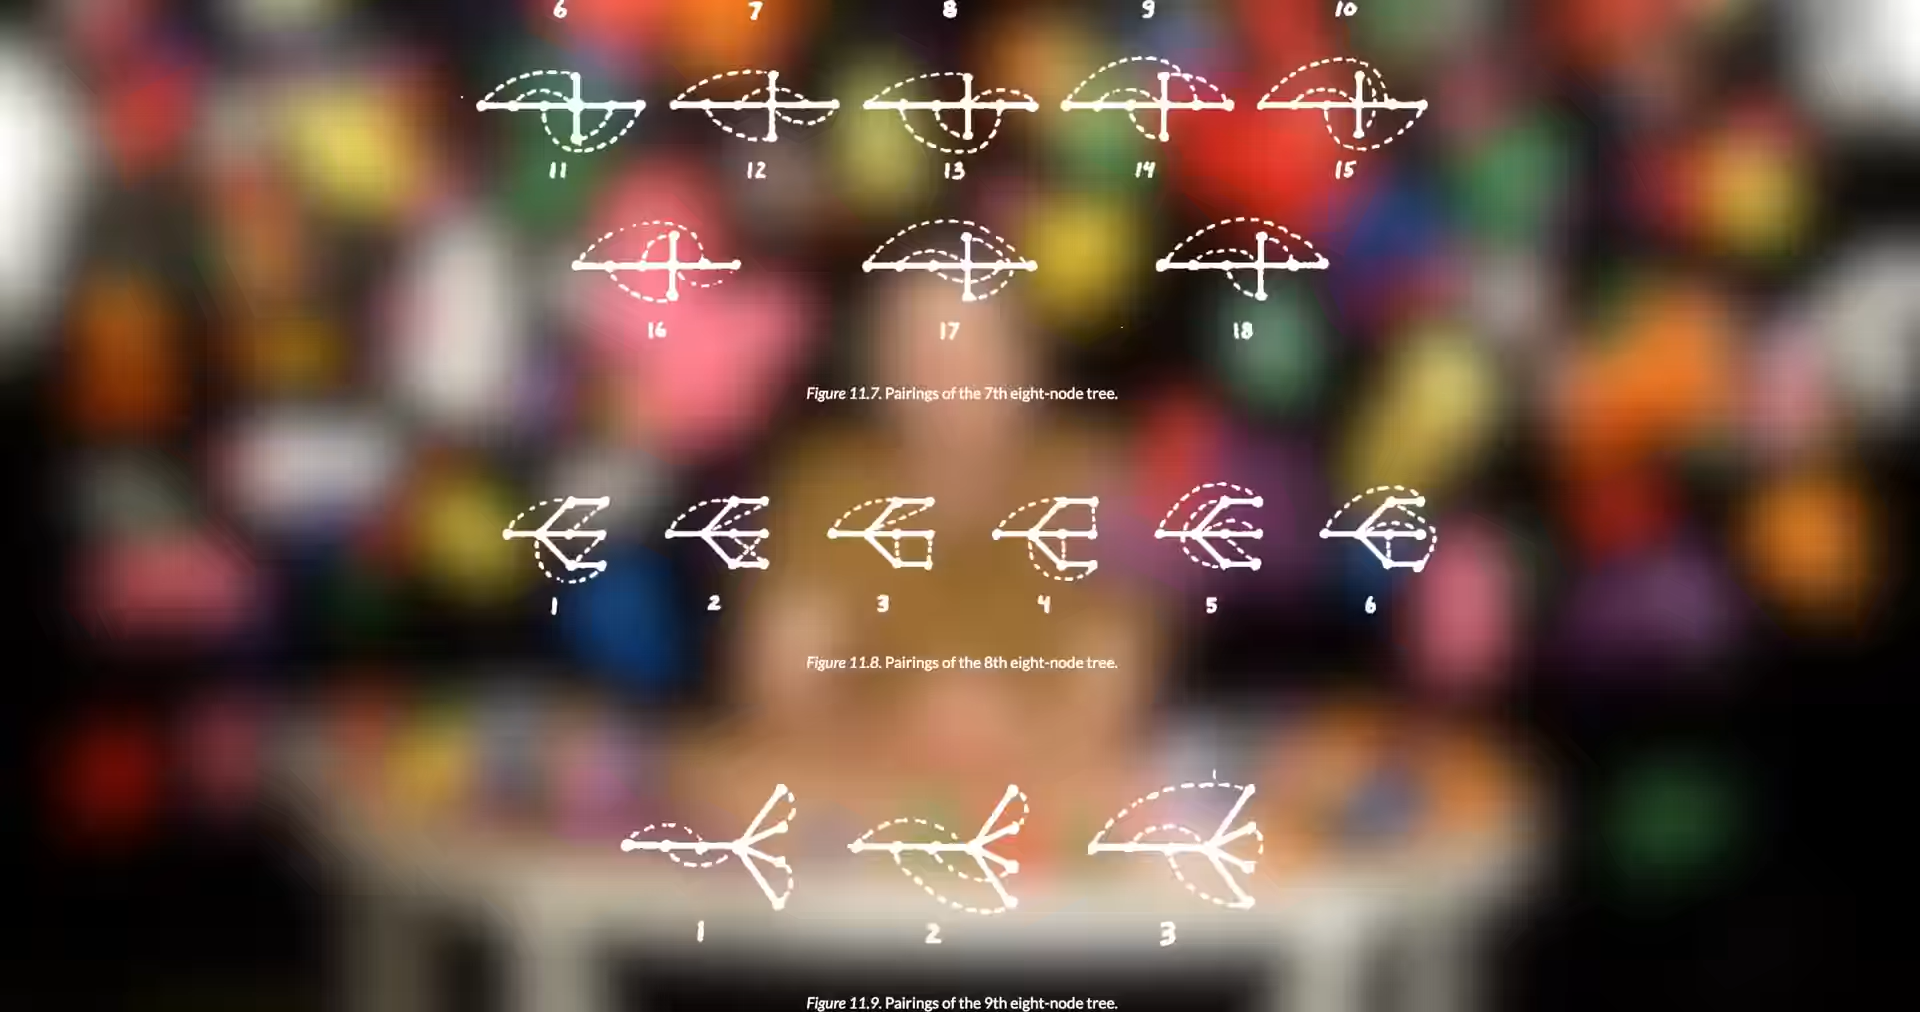 6 7 8 9 10
11 12 13 14 15
16 17 18
Figure 11.7. Pairings of the 7th eight-node tree.
1 2 3 4 5 6
Figure 11.8. Pairings of the 8th eight-node tree.
1 2 3
Figure 11.9. Pairings of the 9th eight-node tree.